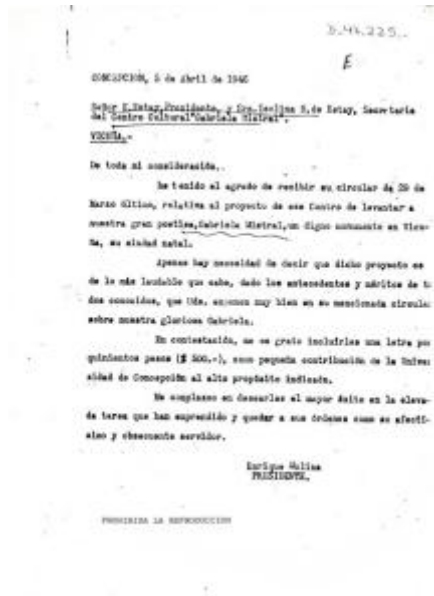 D.42.225.
E
CONCEPCION, 5 de Abril de 1946
Señor E. Estay, Presidente, y Sra. Isolina B. de Estay, Secretaria
del Centro Cultural "Gabriela Mistral".
VICUÑA.-
De toda mi consideración.
He tenido el agrado de recibir su circular de 28 de
Marzo último, relativa al proyecto de ese Centro de levantar a
nuestra gran poetisa, Gabriela Mistral, un digno monumento en Vicu-
ña, su ciudad natal.
Apenas hay necesidad de decir que dicho proyecto es
de lo más laudable que cabe, dado los antecedentes y méritos de to
dos conocidos, que Uds. exponen muy bien en su mencionada circular
sobre nuestra gloriosa Gabriela.
En contestación, me es grato incluirles una letra por
quinientos pesos ($ 500.-), como pequeña contribución de la Univer
sidad de Concepción al alto propósito indicado.
Me complazco en desearles el mayor éxito en la eleva-
da tarea que han emprendido y quedar a sus órdenes como su afectí-
simo y obsecuente servidor.
Enrique Molina
PRESIDENTE.
PROHIBIDA LA REPRODUCCION